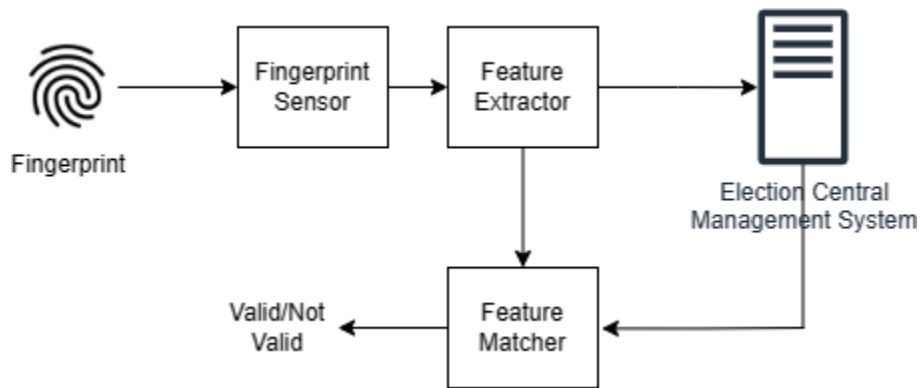 Fingerprint
Fingerprint
Sensor
Feature
Extractor
Election Central
Management System
Valid/Not
Valid
Feature
Matcher